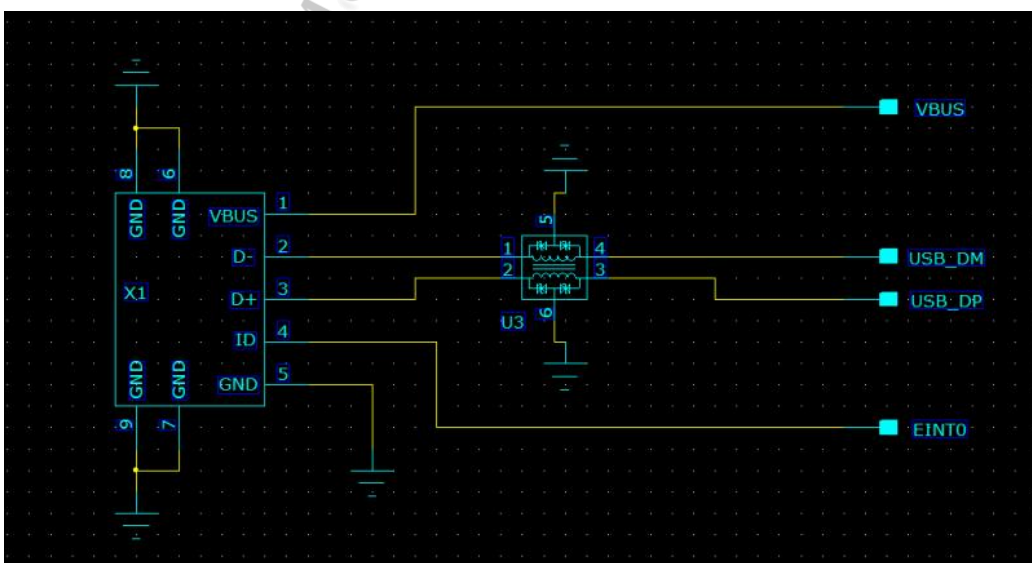 VBUS
8
6
GND
GND
VBUS
1
5
D-
2
1
4
USB_DM
2
3
X1
D+
3
USB_DP
U3
6
ID
4
GND
GND
GND
5
9
7
EINT0